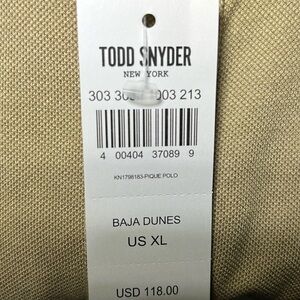 TODD SNYDER
NEW YORK
303 003 213
4 00404 37089 9
KN1798183-PIQUE POLO
BAJA DUNES
US XL
USD 118.00